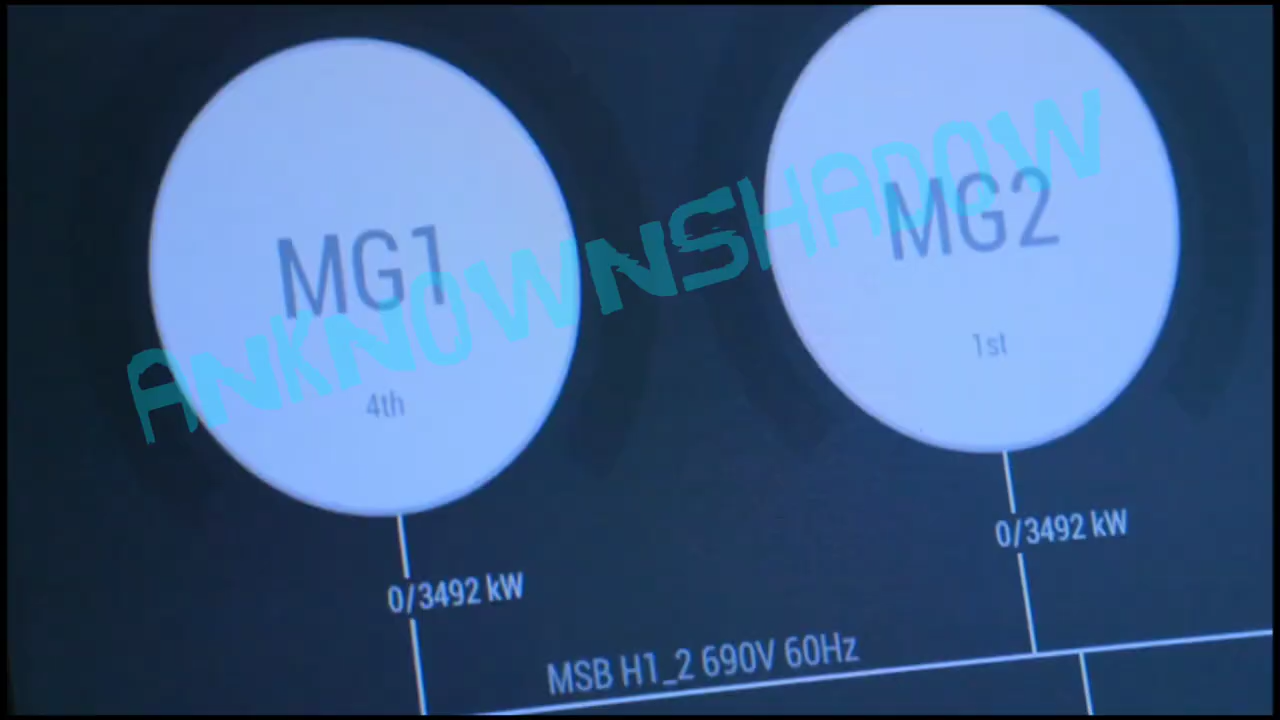 MG1
4th
0/3492 kW
MG2
1st
0/3492 kW
MSB H1_2 690V 60Hz
ANKNOWNSHADOW